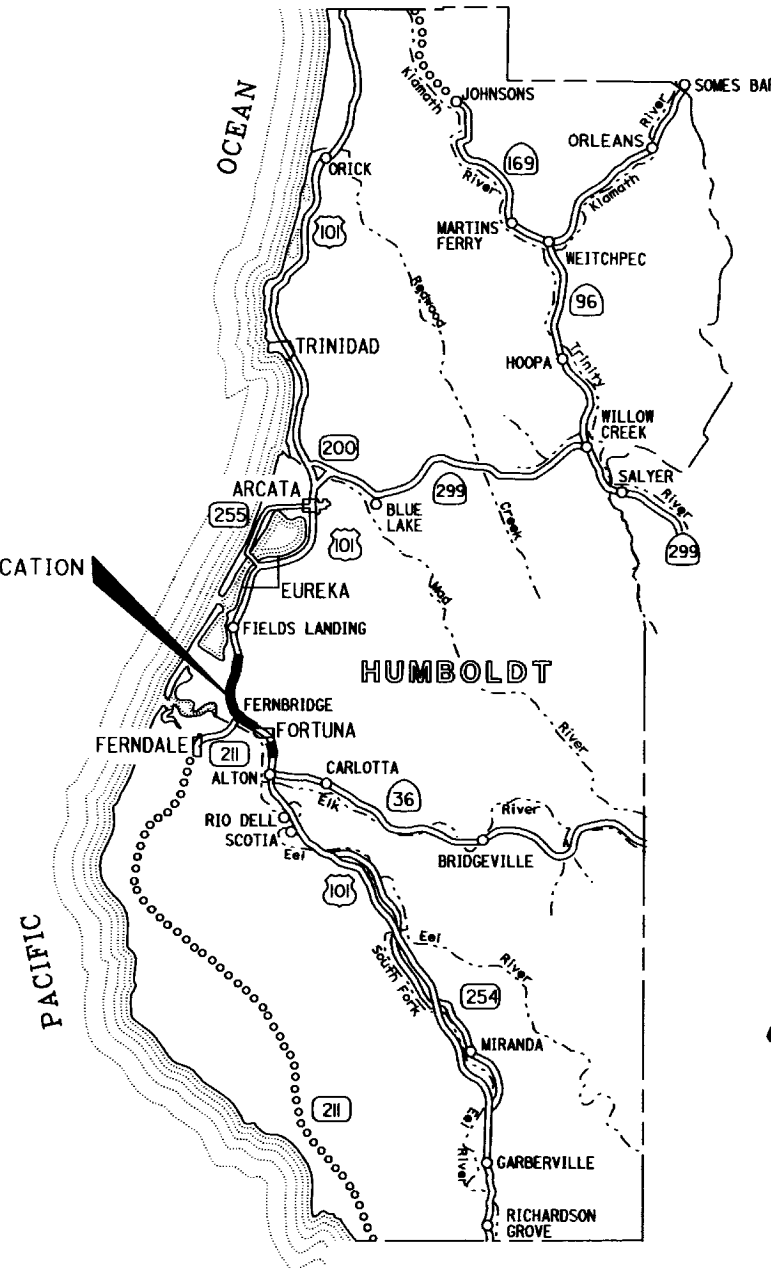 OCEAN
Klamath
JOHNSONS
SOMES BAR
River
ORLEANS
169
ORICK
River
Klamath
101
MARTINS
FERRY
WEITCHPEC
Redwood
96
TRINIDAD
HOOPA
Trinity
WILLOW
CREEK
200
SALYER
ARCATA
299
River
255
BLUE
LAKE
Creek
101
299
CATION
EUREKA
Mad
FIELDS LANDING
HUMBOLDT
FERNBRIDGE
FORTUNA
River
FERNDALE
211
CARLOTTA
ALTON
Elk
36
River
RIO DELL
SCOTIA
Eel
BRIDGEVILLE
101
PACIFIC
Eel
River
South Fork
254
MIRANDA
211
Eel River
GARBERVILLE
RICHARDSON
GROVE